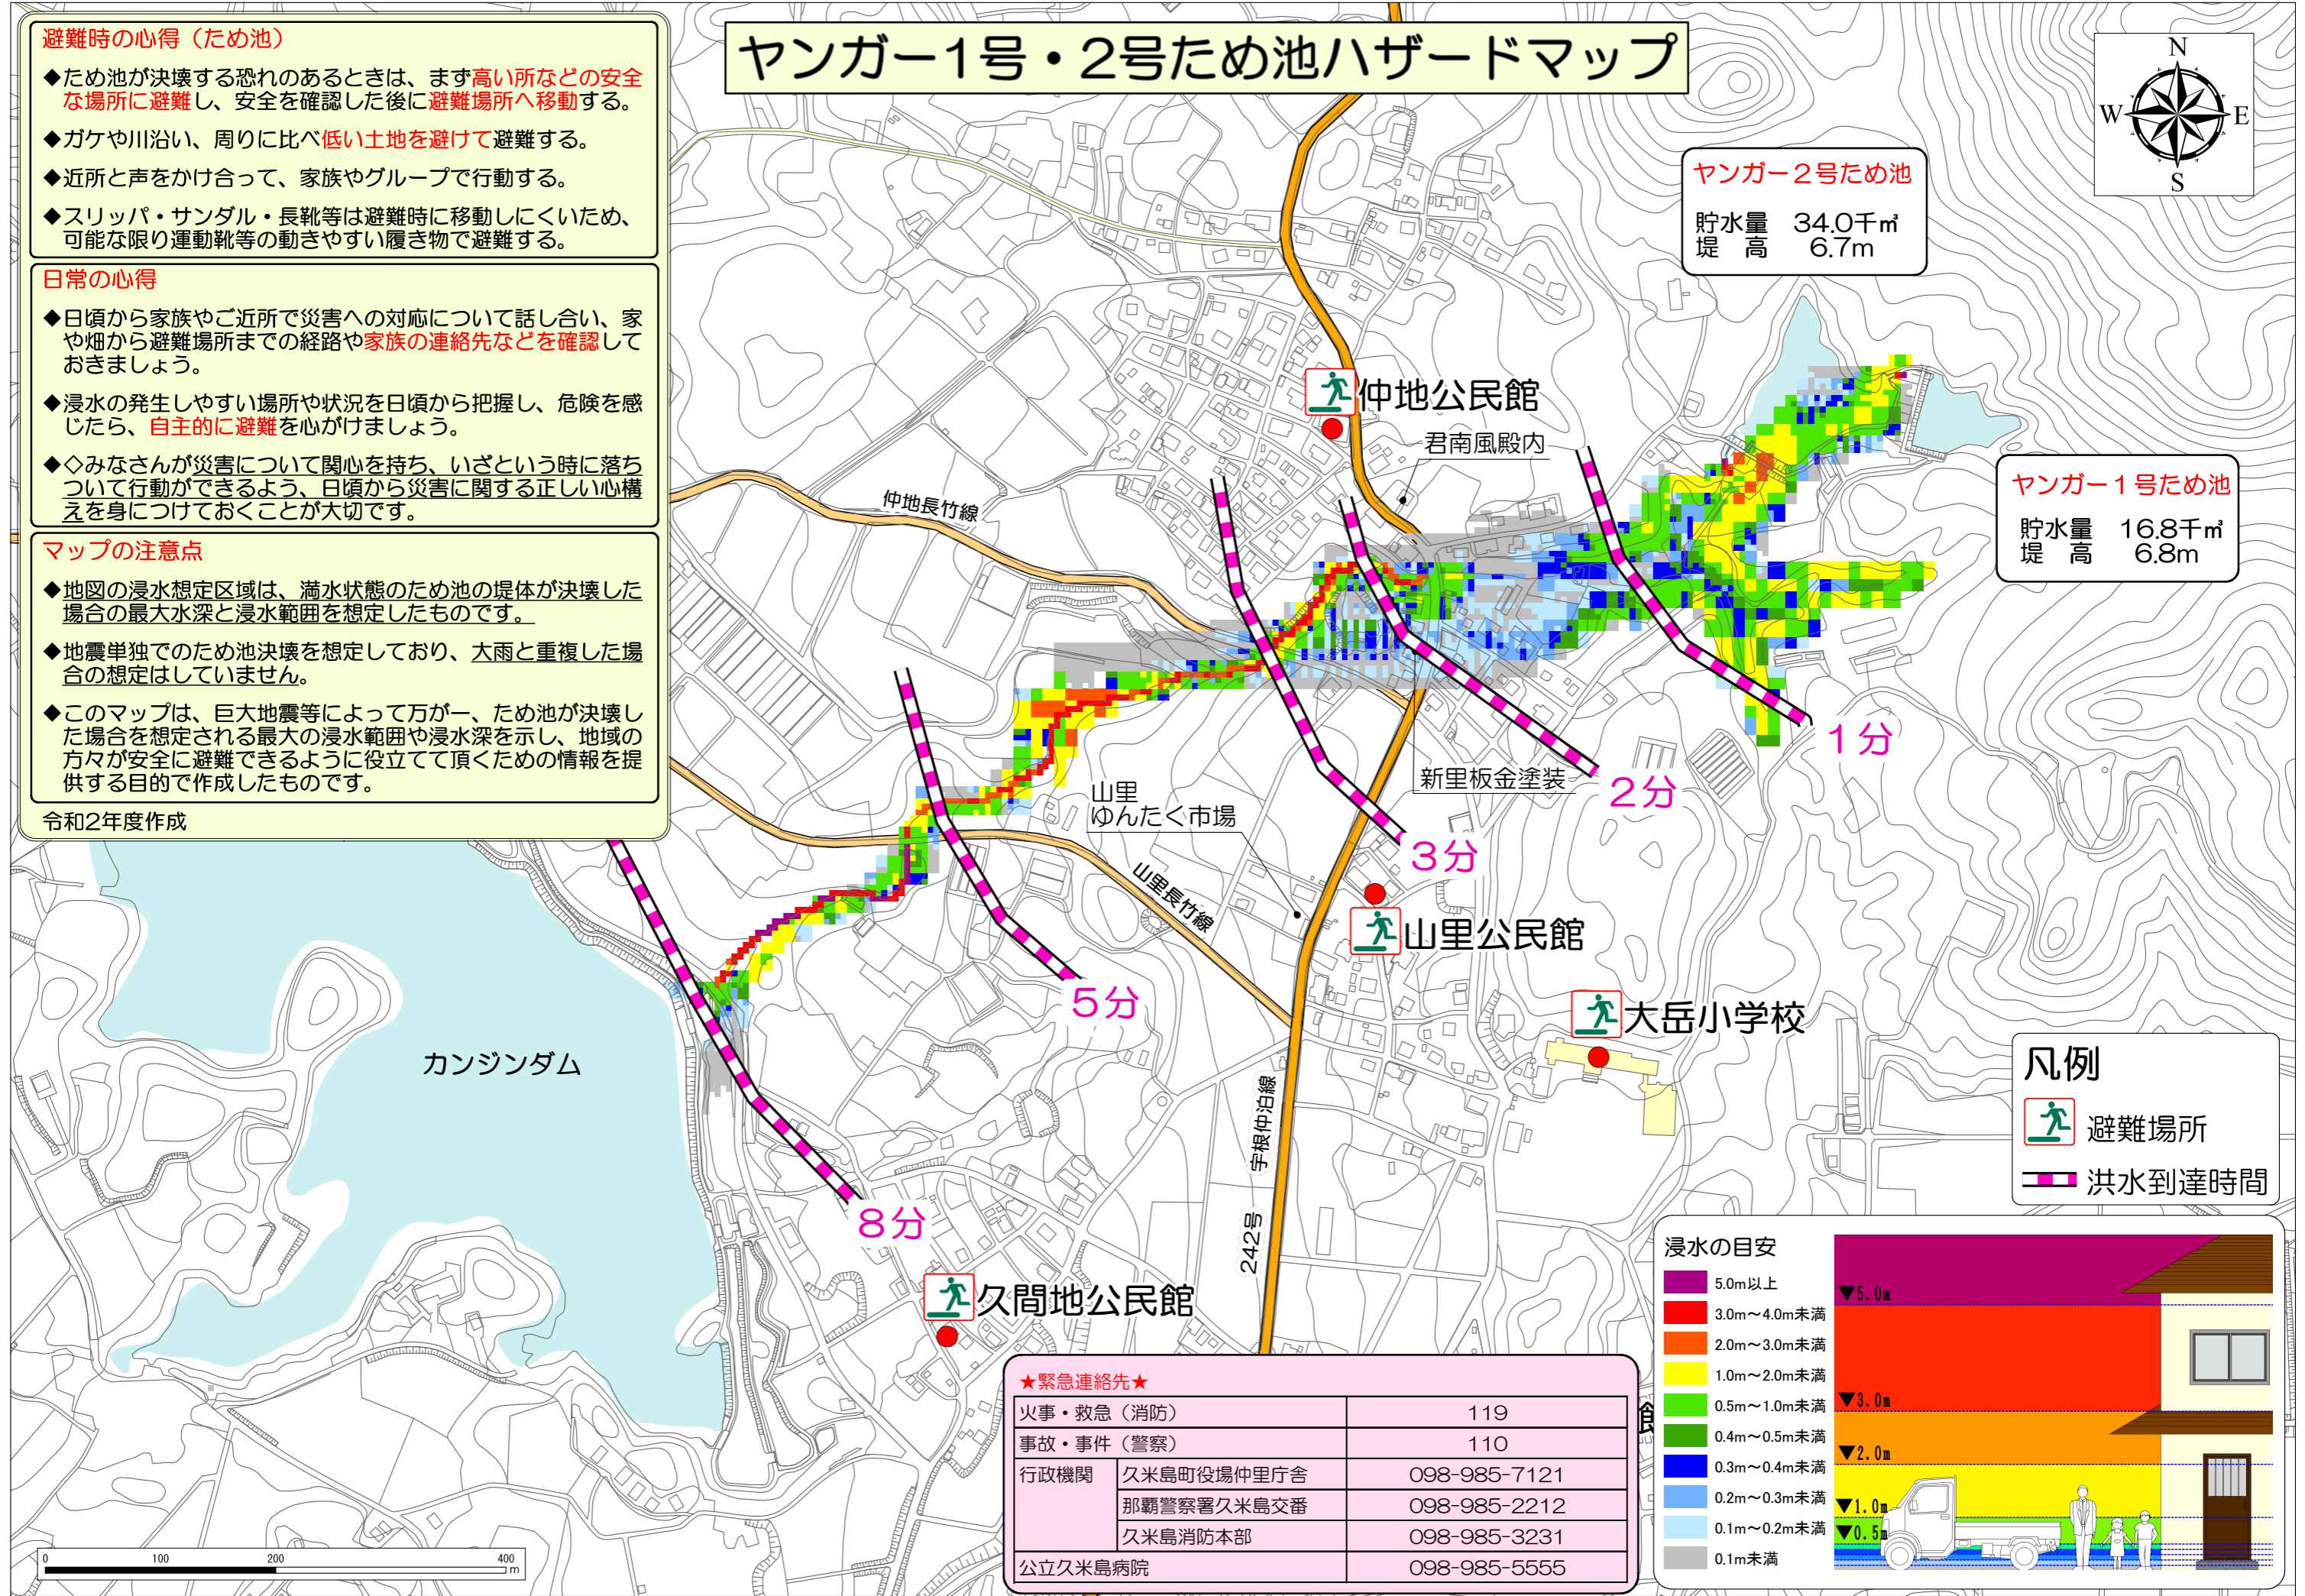 ヤンガー1号・2号ため池ハザードマップ
避難時の心得（ため池）
◆ため池が決壊する恐れのあるときは、まず高い所などの安全
な場所に避難し、安全を確認した後に避難場所へ移動する。
◆ガケや川沿い、周りに比べ低い土地を避けて避難する。
◆近所と声をかけ合って、家族やグループで行動する。
◆スリッパ・サンダル・長靴等は避難時に移動しにくいため、
可能な限り運動靴等の動きやすい履き物で避難する。
日常の心得
◆日頃から家族やご近所で災害への対応について話し合い、家
や畑から避難場所までの経路や家族の連絡先などを確認して
おきましょう。
◆浸水の発生しやすい場所や状況を日頃から把握し、危険を感
じたら、自主的に避難を心がけましょう。
◆◇みなさんが災害について関心を持ち、いざという時に落ち
ついて行動ができるよう、日頃から災害に関する正しい心構
えを身につけておくことが大切です。
マップの注意点
◆地図の浸水想定区域は、満水状態のため池の堤体が決壊した
場合の最大水深と浸水範囲を想定したものです。
◆地震単独でのため池決壊を想定しており、大雨と重複した場
合の想定はしていません。
◆このマップは、巨大地震等によって万が一、ため池が決壊し
た場合を想定される最大の浸水範囲や浸水深を示し、地域の
方々が安全に避難できるように役立てて頂くための情報を提
供する目的で作成したものです。
令和2年度作成
N
W
E
S
ヤンガー2号ため池
貯水量 34.0千㎥
堤 高 6.7m
ヤンガー1号ため池
貯水量 16.8千㎥
堤 高 6.8m
仲地公民館
君南風殿内
仲地長竹線
1分
2分
新里板金塗装
山里
ゆんたく市場
3分
山里長竹線
山里公民館
5分
大岳小学校
カンジンダム
宇根仲泊線
242号
8分
久間地公民館
館
凡例
避難場所
洪水到達時間
浸水の目安
5.0m以上
3.0m～4.0m未満
2.0m～3.0m未満
1.0m～2.0m未満
0.5m～1.0m未満
0.4m～0.5m未満
0.3m～0.4m未満
0.2m～0.3m未満
0.1m～0.2m未満
0.1m未満
▼5.0m
▼3.0m
▼2.0m
▼1.0m
▼0.5m
★緊急連絡先★
火事・救急（消防） 119
事故・事件（警察） 110
行政機関 久米島町役場仲里庁舎 098-985-7121
那覇警察署久米島交番 098-985-2212
久米島消防本部 098-985-3231
公立久米島病院 098-985-5555
0 100 200 400
m